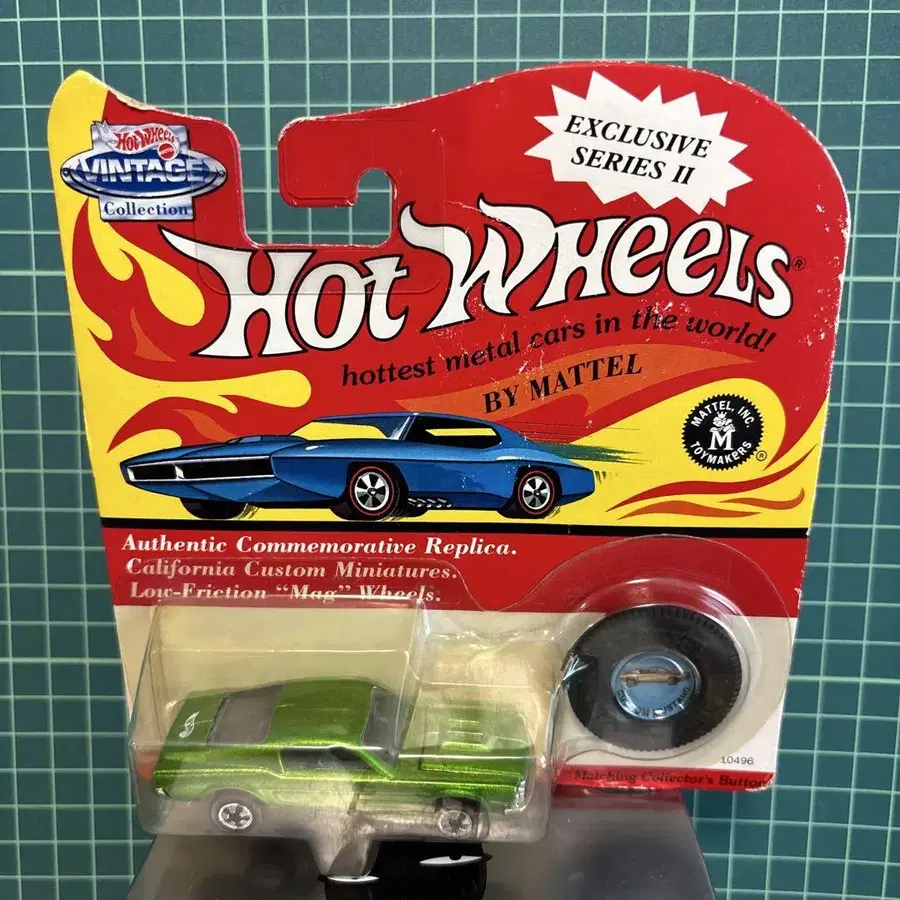 Hot Wheels
VINTAGE
Collection
EXCLUSIVE
SERIES II
Hot Wheels®
hottest metal cars in the world!
BY MATTEL
MATTEL, INC.
M
TOYMAKERS
®
Authentic Commemorative Replica.
California Custom Miniatures.
Low-Friction "Mag" Wheels.
10496
Matching Collector's Button